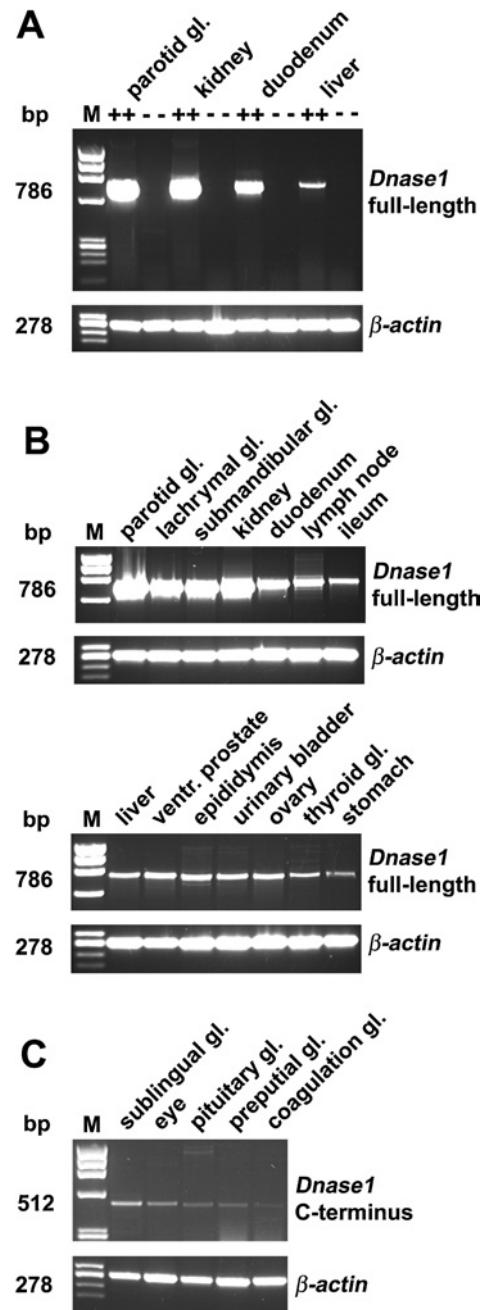 A
parotid gl.
kidney
duodenum
liver
bp M ++ -- ++ -- ++ -- ++ --
786
Dnase1
full-length
278
β-actin
B
parotid gl.
lachrymal gl.
submandibular gl.
kidney
duodenum
lymph node
ileum
bp M
786
Dnase1
full-length
278
β-actin
liver
ventr. prostate
epididymis
urinary bladder
ovary
thyroid gl.
stomach
bp M
786
Dnase1
full-length
278
β-actin
C
sublingual gl.
eye
pituitary gl.
preputial gl.
coagulation gl.
bp M
512
Dnase1
C-terminus
278
β-actin